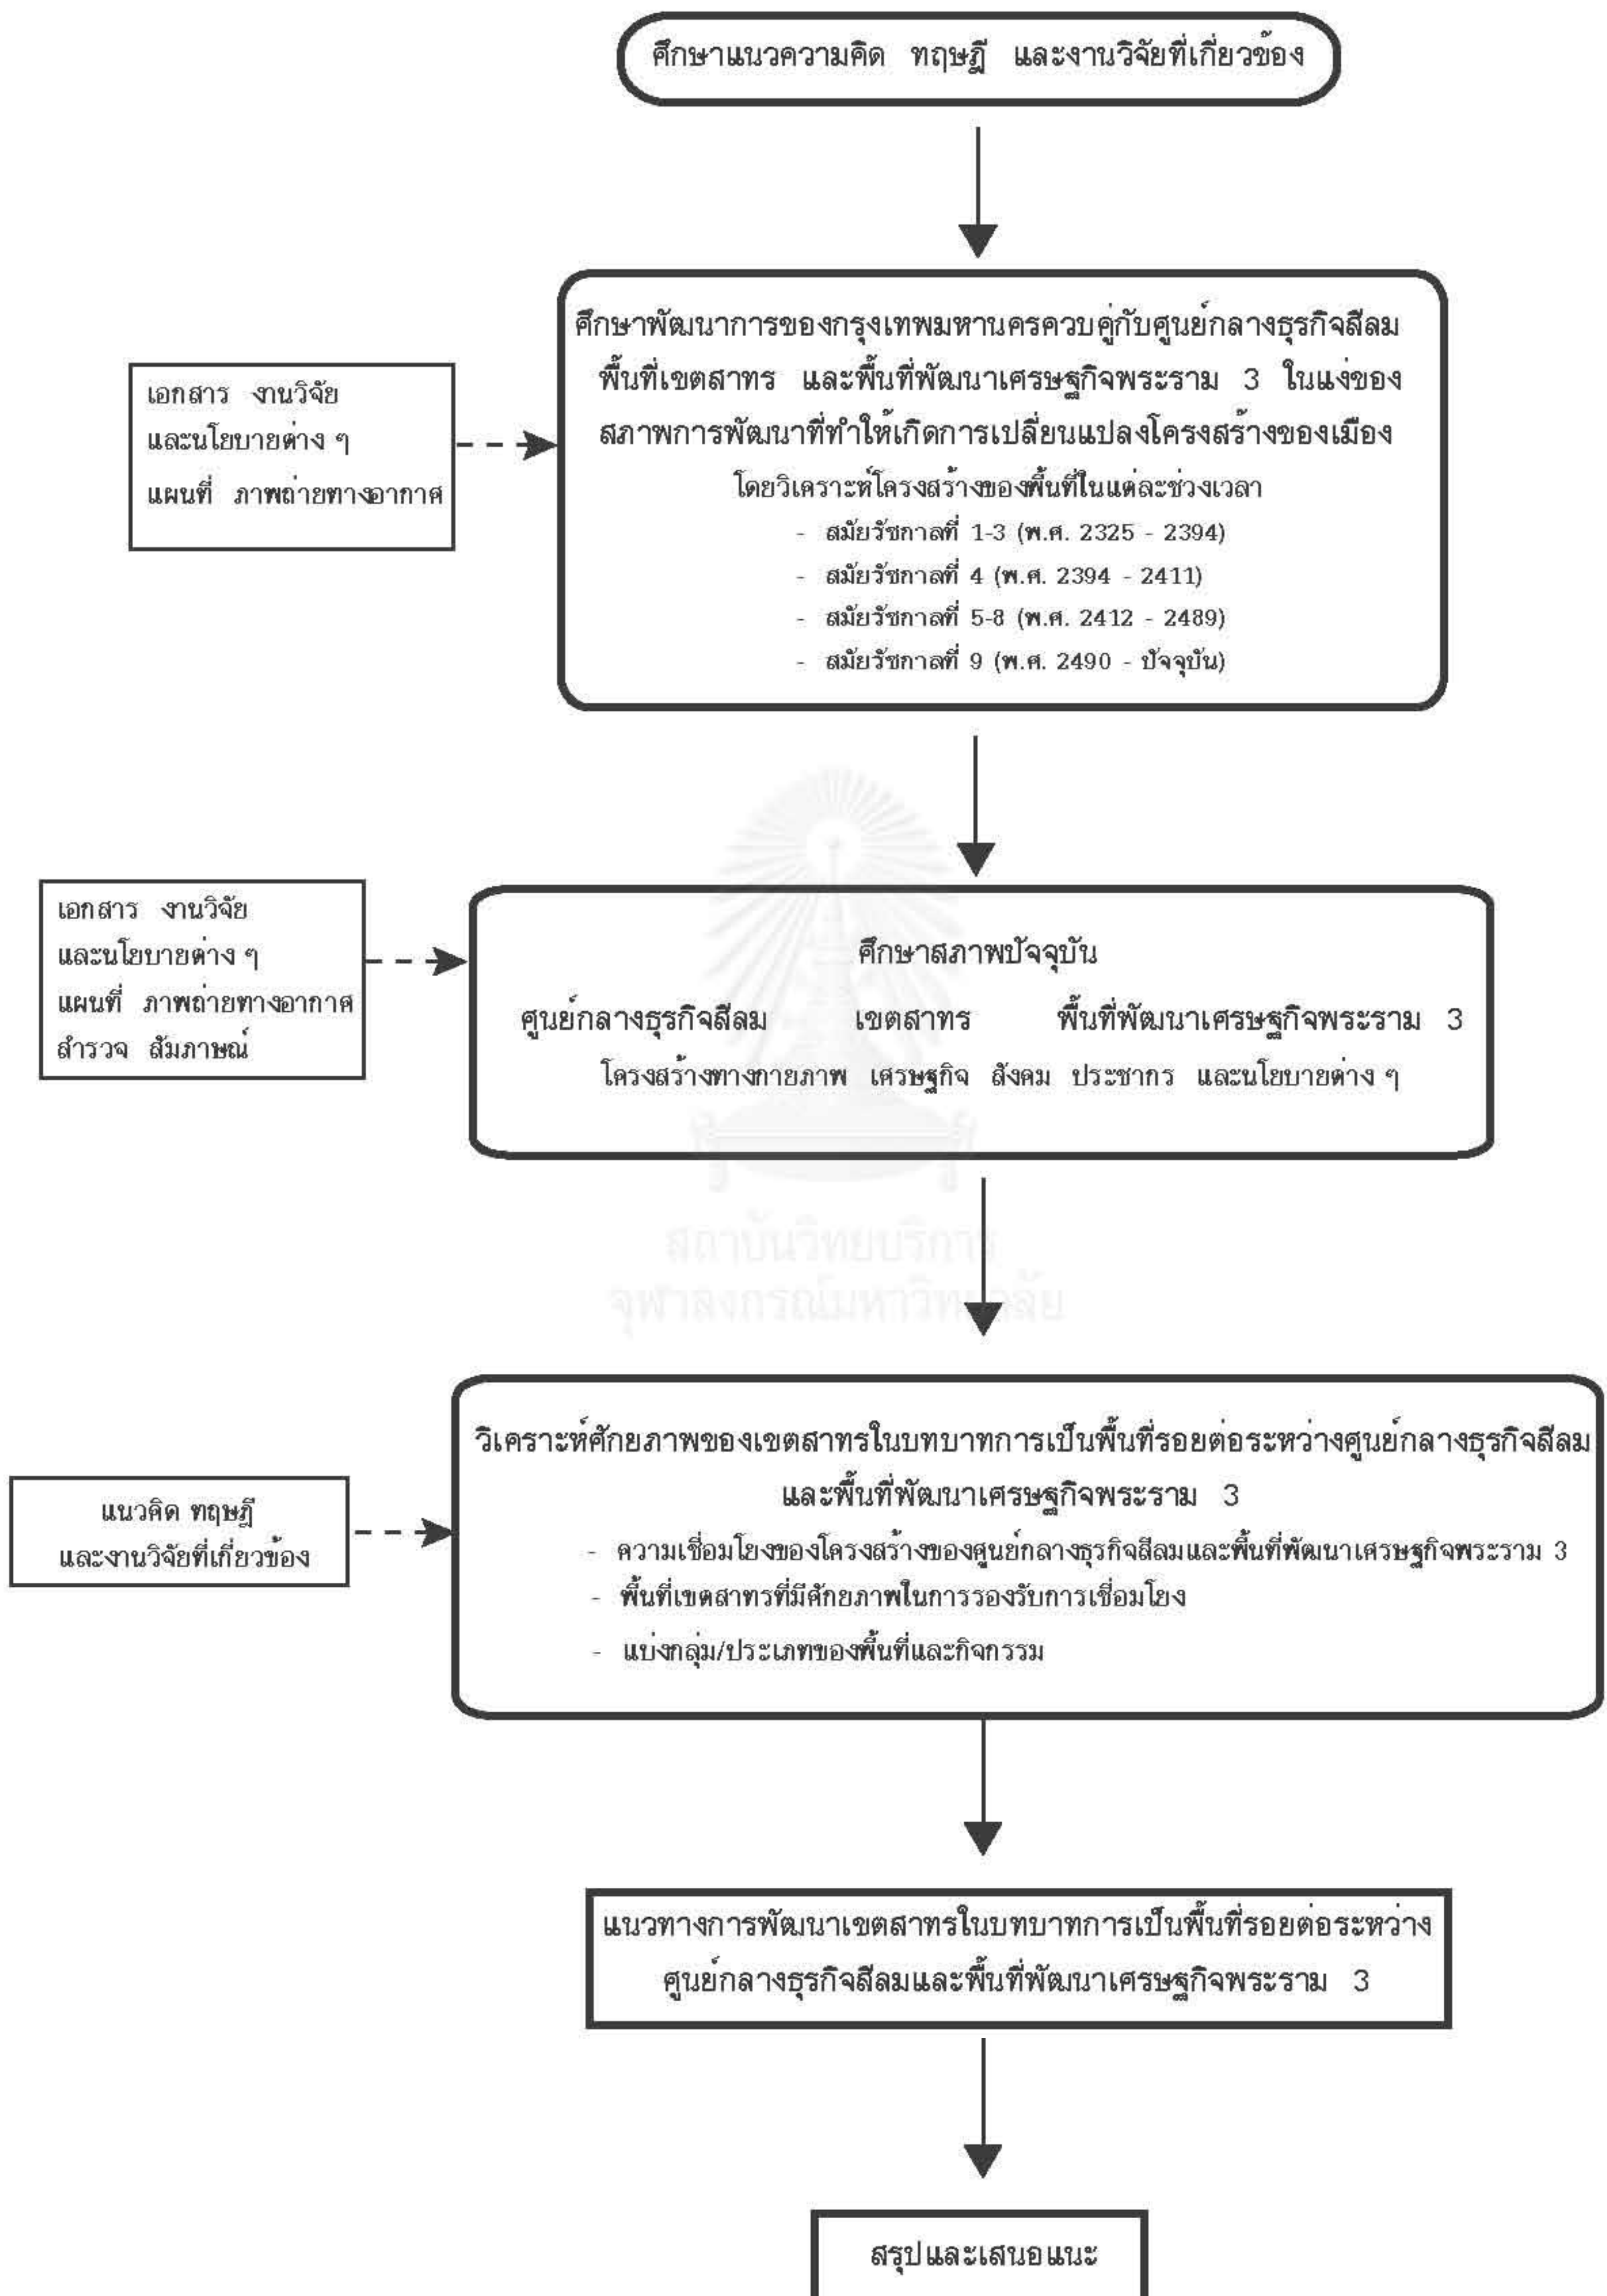 ศึกษาแนวความคิด ทฤษฎี และงานวิจัยที่เกี่ยวข้อง
ศึกษาพัฒนาการของกรุงเทพมหานครควบคู่กับศูนย์กลางธุรกิจสีลม
พื้นที่เขตสาทร และพื้นที่พัฒนาเศรษฐกิจพระราม 3 ในแง่ของ
สภาพการพัฒนาที่ทำให้เกิดการเปลี่ยนแปลงโครงสร้างของเมือง
โดยวิเคราะห์โครงสร้างของพื้นที่ในแต่ละช่วงเวลา
- สมัยรัชกาลที่ 1-3 (พ.ศ. 2325 - 2394)
- สมัยรัชกาลที่ 4 (พ.ศ. 2394 - 2411)
- สมัยรัชกาลที่ 5-8 (พ.ศ. 2412 - 2489)
- สมัยรัชกาลที่ 9 (พ.ศ. 2490 - ปัจจุบัน)
เอกสาร งานวิจัย
และนโยบายต่าง ๆ
แผนที่ ภาพถ่ายทางอากาศ
ศึกษาสภาพปัจจุบัน
ศูนย์กลางธุรกิจสีลม เขตสาทร พื้นที่พัฒนาเศรษฐกิจพระราม 3
โครงสร้างทางกายภาพ เศรษฐกิจ สังคม ประชากร และนโยบายต่าง ๆ
เอกสาร งานวิจัย
และนโยบายต่าง ๆ
แผนที่ ภาพถ่ายทางอากาศ
สำรวจ สัมภาษณ์
สถาบันวิทยบริการ
จุฬาลงกรณ์มหาวิทยาลัย
วิเคราะห์ศักยภาพของเขตสาทรในบทบาทการเป็นพื้นที่รอยต่อระหว่างศูนย์กลางธุรกิจสีลม
และพื้นที่พัฒนาเศรษฐกิจพระราม 3
- ความเชื่อมโยงของโครงสร้างของศูนย์กลางธุรกิจสีลมและพื้นที่พัฒนาเศรษฐกิจพระราม 3
- พื้นที่เขตสาทรที่มีศักยภาพในการรองรับการเชื่อมโยง
- แบ่งกลุ่ม/ประเภทของพื้นที่และกิจกรรม
แนวคิด ทฤษฎี
และงานวิจัยที่เกี่ยวข้อง
แนวทางการพัฒนาเขตสาทรในบทบาทการเป็นพื้นที่รอยต่อระหว่าง
ศูนย์กลางธุรกิจสีลมและพื้นที่พัฒนาเศรษฐกิจพระราม 3
สรุปและเสนอแนะ